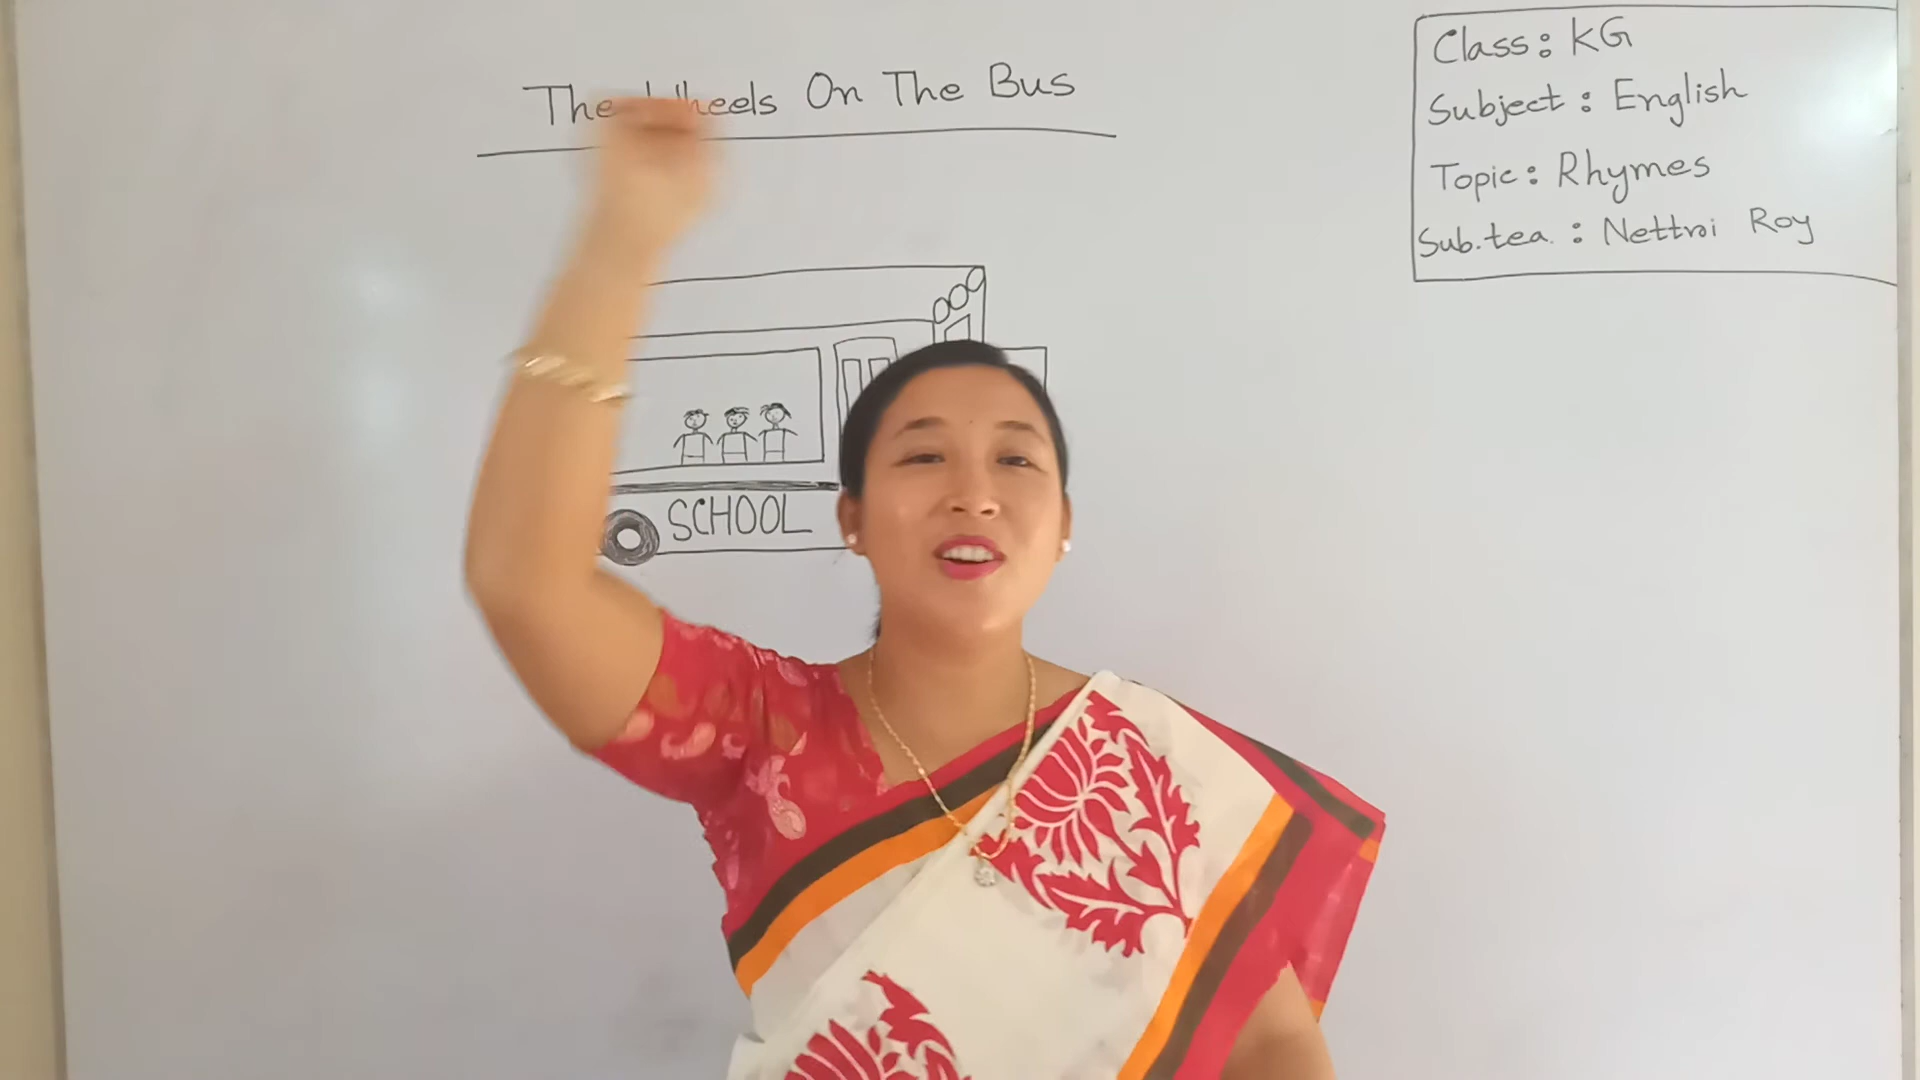 The Wheels On The Bus
Class: KG
Subject: English
Topic: Rhymes
Sub.tea. : Nettroi Roy
SCHOOL